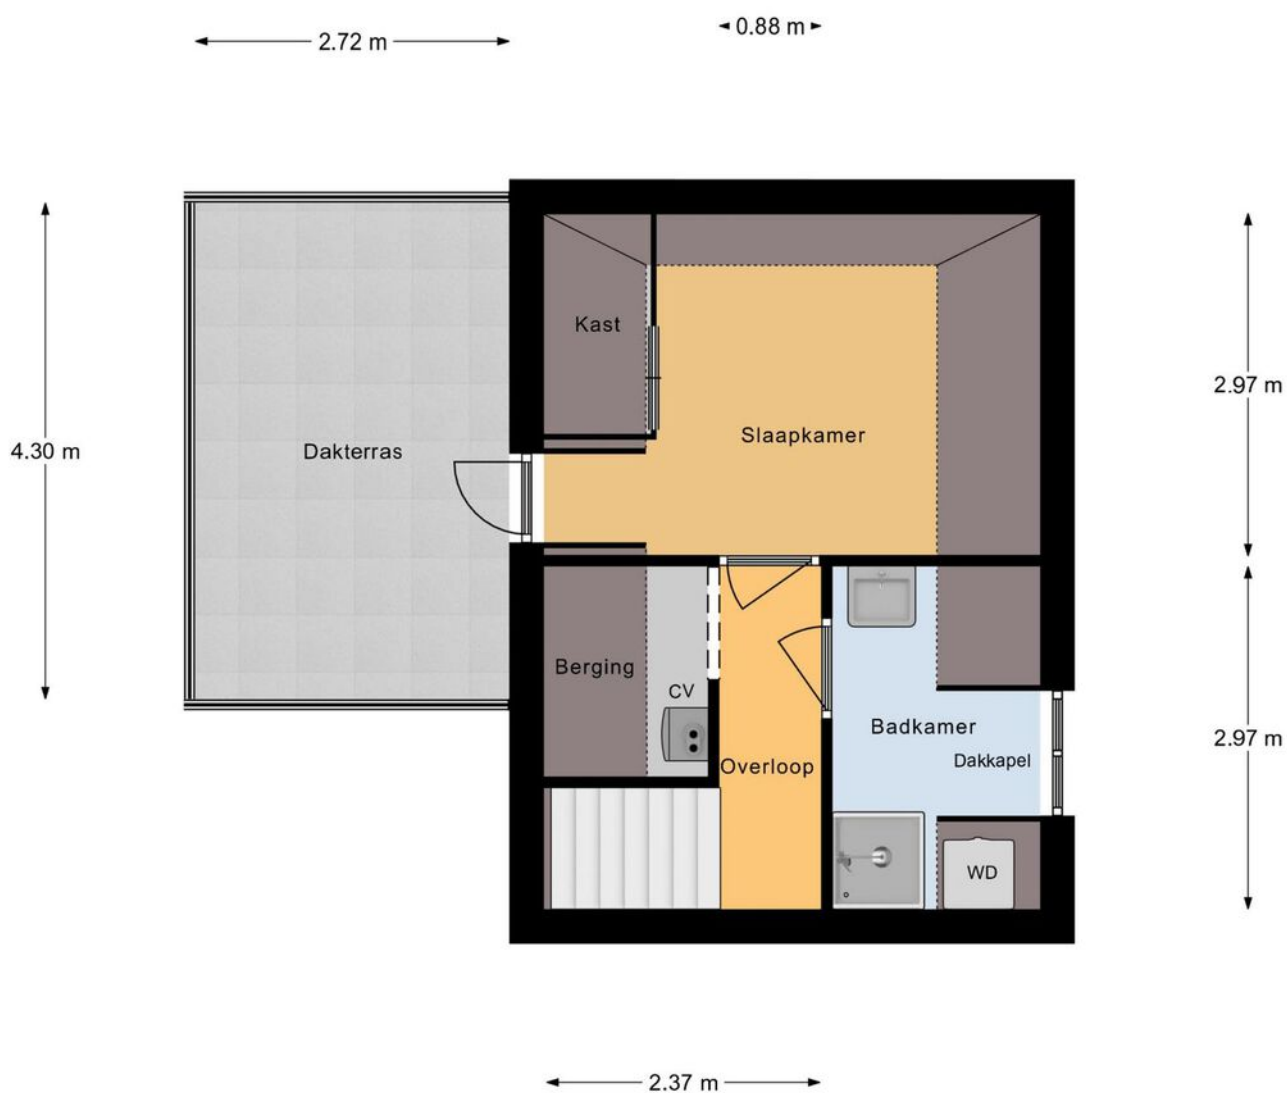 0.88 m
2.72 m
Kast
2.97 m
Slaapkamer
4.30 m
Dakterras
Berging
CV
Badkamer
2.97 m
Overloop
Dakkapel
WD
2.37 m